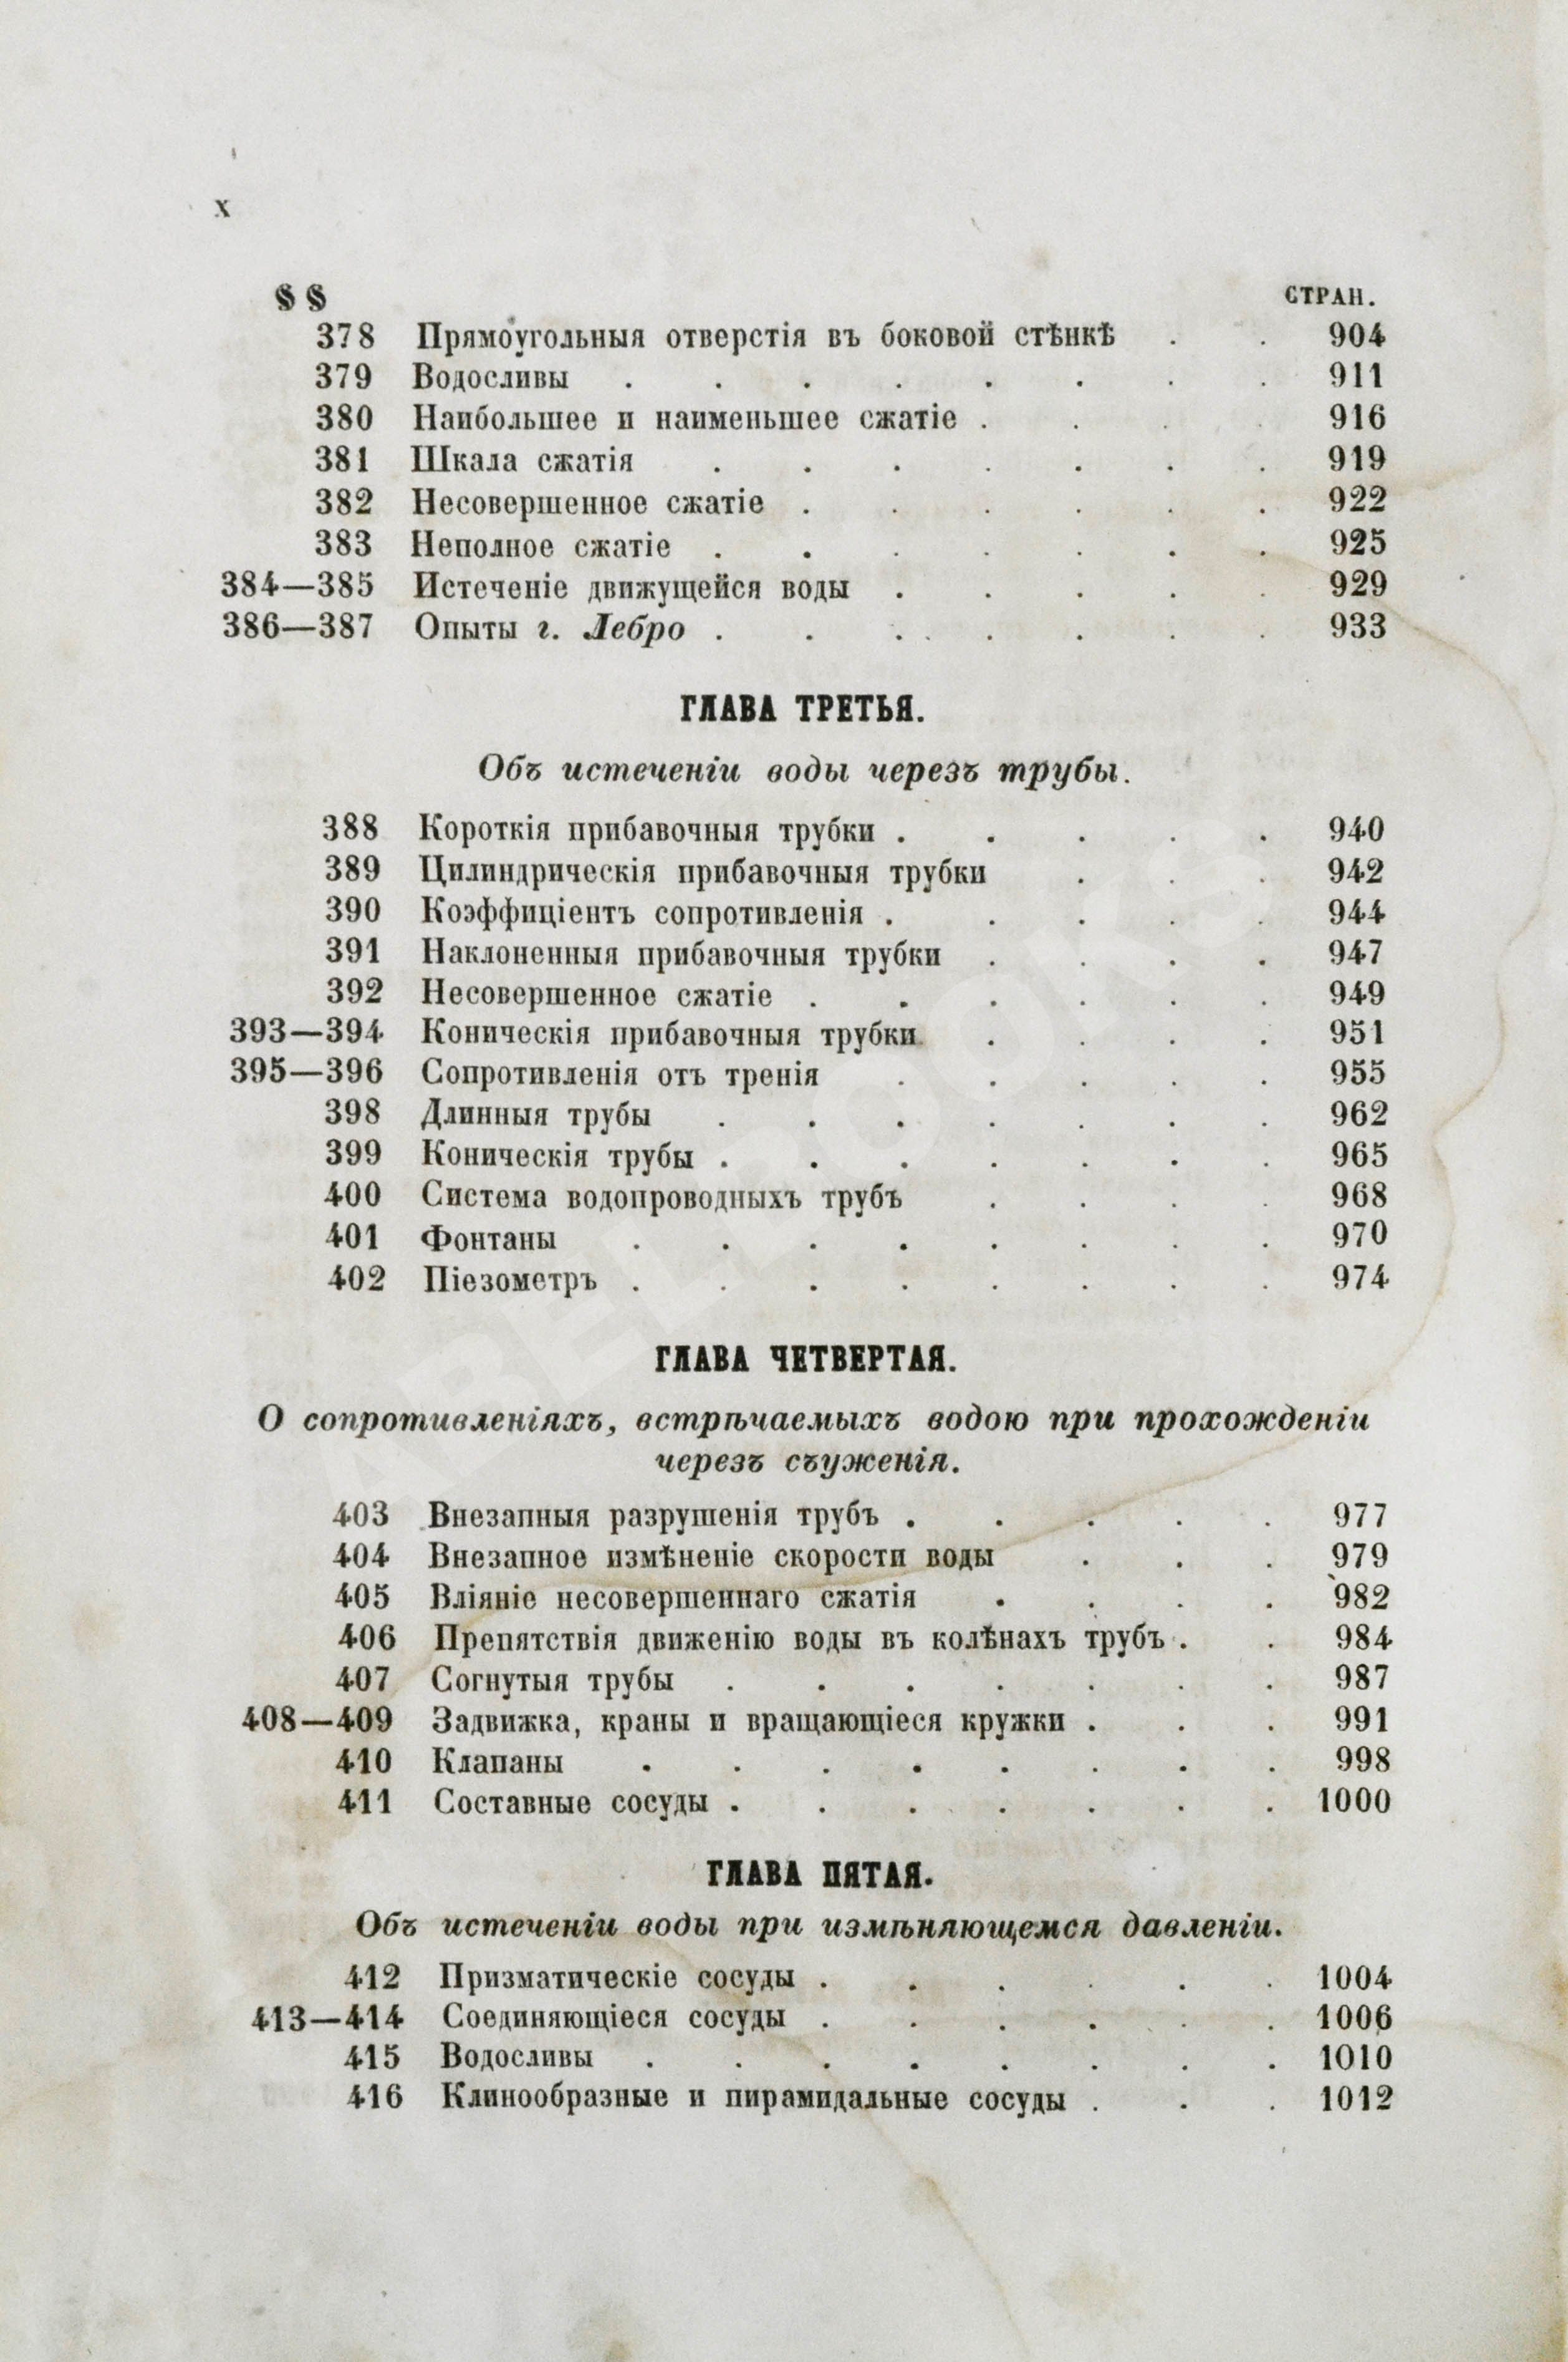 x
§§ СТРАН.
378 Прямоугольныя отверстія въ боковой стѣнкѣ . . 904
379 Водосливы . . . . . . . . 911
380 Наибольшее и наименьшее сжатіе . . . . 916
381 Шкала сжатія . . . . . . . 919
382 Несовершенное сжатіе . . . . . . 922
383 Неполное сжатіе . . . . . . . 925
384—385 Истеченіе движущейся воды . . . . . 929
386—387 Опыты г. Лебро . . . . . . . 933
ГЛАВА ТРЕТЬЯ.
Объ истеченіи воды черезъ трубы.
388 Короткія прибавочныя трубки . . . . . 940
389 Цилиндрическія прибавочныя трубки . . . 942
390 Коэффиціентъ сопротивленія . . . . . 944
391 Наклоненныя прибавочныя трубки . . . . 947
392 Несовершенное сжатіе . . . . . . 949
393—394 Коническія прибавочныя трубки . . . . 951
395—396 Сопротивленія отъ тренія . . . . . 955
398 Длинныя трубы . . . . . . . 962
399 Коническія трубы . . . . . . . 965
400 Система водопроводныхъ трубъ . . . . 968
401 Фонтаны . . . . . . . . 970
402 Піезометръ . . . . . . . . 974
ГЛАВА ЧЕТВЕРТАЯ.
О сопротивленіяхъ, встрѣчаемыхъ водою при прохожденіи
черезъ съуженія.
403 Внезапныя разрушенія трубъ . . . . . 977
404 Внезапное измѣненіе скорости воды . . . 979
405 Вліяніе несовершеннаго сжатія . . . . 982
406 Препятствія движенію воды въ колѣнахъ трубъ . . 984
407 Согнутыя трубы . . . . . . . 987
408—409 Задвижка, краны и вращающіеся кружки . . . 991
410 Клапаны . . . . . . . . 998
411 Составные сосуды . . . . . . . 1000
ГЛАВА ПЯТАЯ.
Объ истеченіи воды при измѣняющемся давленіи.
412 Призматическіе сосуды . . . . . . 1004
413—414 Соединяющіеся сосуды . . . . . . 1006
415 Водосливы . . . . . . . . 1010
416 Клинообразные и пирамидальные сосуды . . . 1012